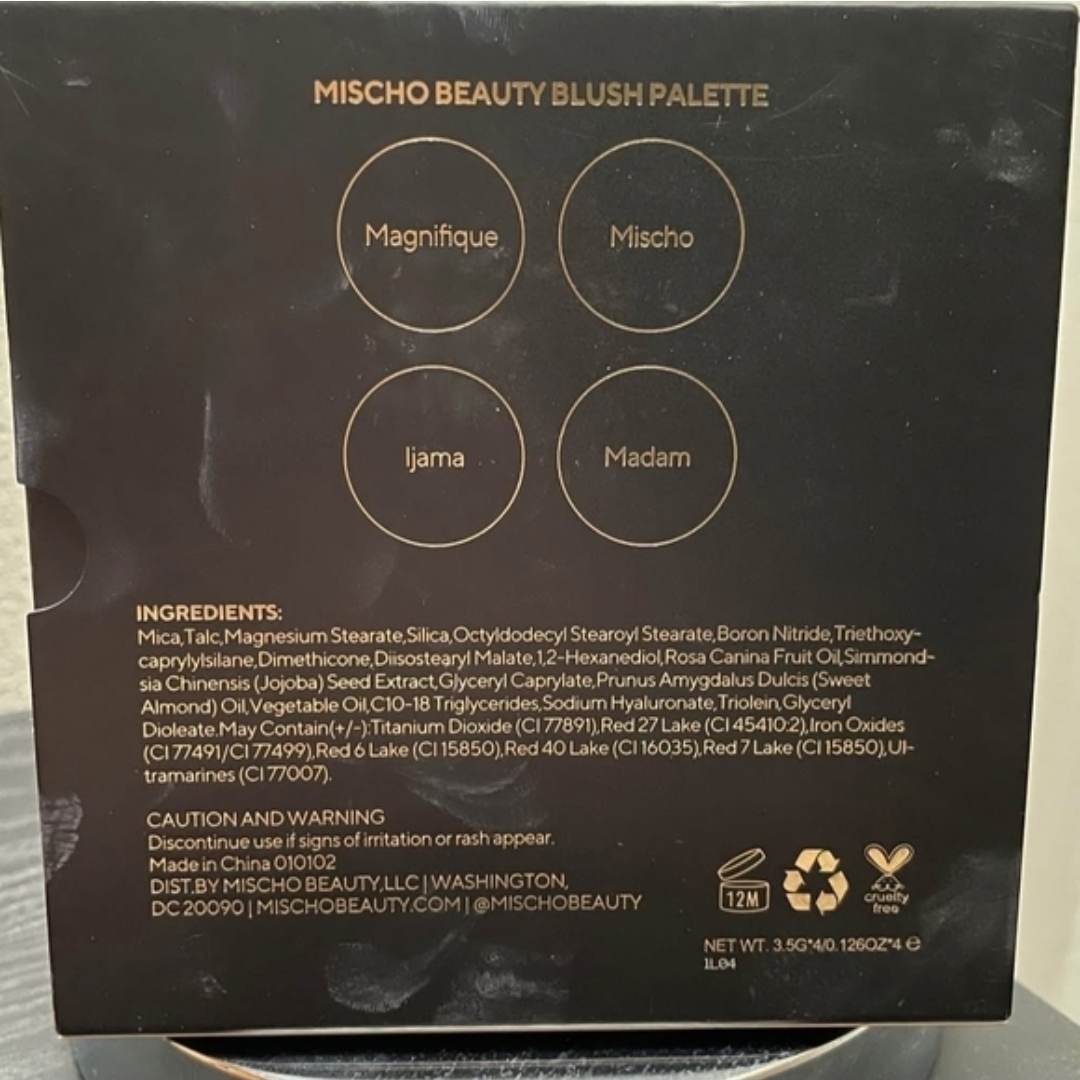 MISCHO BEAUTY BLUSH PALETTE
Magnifique
Mischo
Ijama
Madam
INGREDIENTS:
Mica,Talc,Magnesium Stearate,Silica,Octyldodecyl Stearoyl Stearate,Boron Nitride,Triethoxy-
caprylylsilane,Dimethicone,Diisostearyl Malate,1,2-Hexanediol,Rosa Canina Fruit Oil,Simmond-
sia Chinensis (Jojoba) Seed Extract,Glyceryl Caprylate,Prunus Amygdalus Dulcis (Sweet
Almond) Oil,Vegetable Oil,C10-18 Triglycerides,Sodium Hyaluronate,Triolein,Glyceryl
Dioleate.May Contain(+/-):Titanium Dioxide (CI 77891),Red 27 Lake (CI 45410:2),Iron Oxides
(CI 77491/CI 77499),Red 6 Lake (CI 15850),Red 40 Lake (CI 16035),Red 7 Lake (CI 15850),Ul-
tramarines (CI 77007).
CAUTION AND WARNING
Discontinue use if signs of irritation or rash appear.
Made in China 010102
DIST.BY MISCHO BEAUTY,LLC | WASHINGTON,
DC 20090 | MISCHOBEAUTY.COM | @MISCHOBEAUTY
12M
cruelty
free
NET WT. 3.5G*4/0.126OZ*4 ℮
1L04